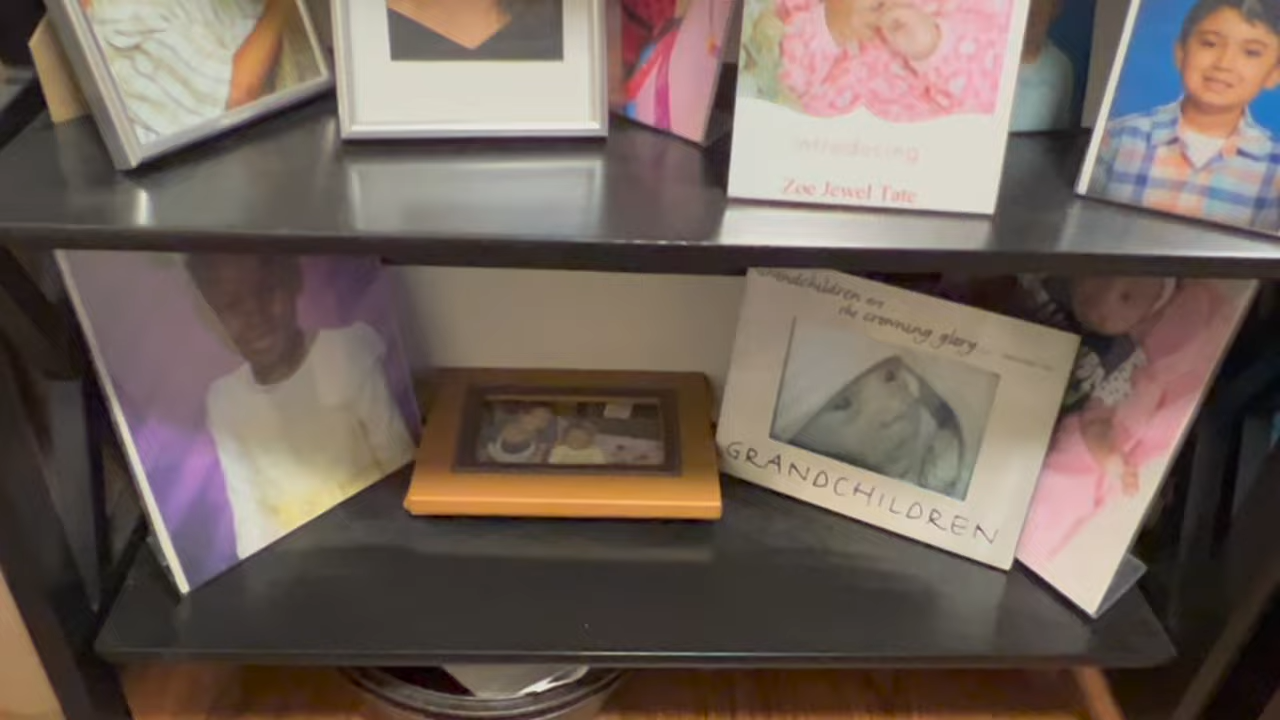 introducing
Zoe Jewel Tate
Grandchildren are
the crowning glory
GRANDCHILDREN